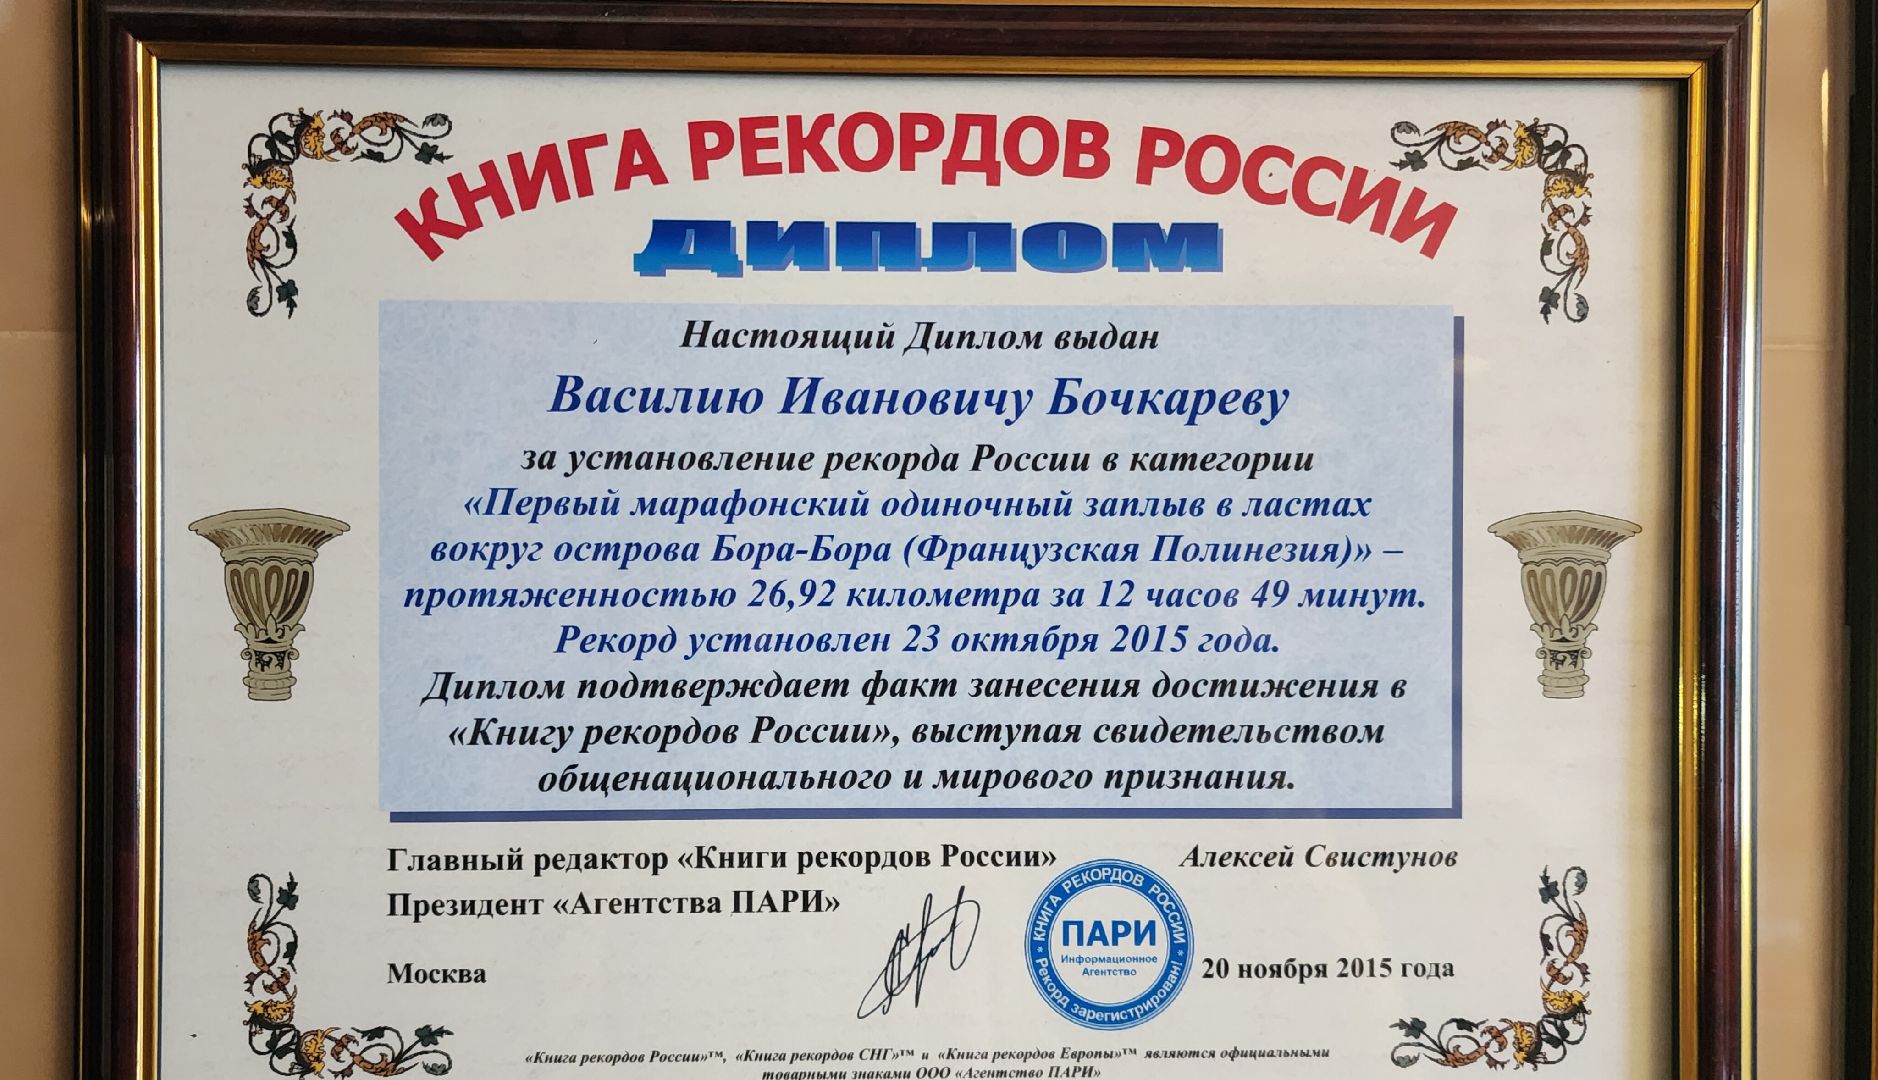 КНИГА РЕКОРДОВ РОССИИ
ДИПЛОМ
Настоящий Диплом выдан
Василию Ивановичу Бочкареву
за установление рекорда России в категории
«Первый марафонский одиночный заплыв в ластах
вокруг острова Бора-Бора (Французская Полинезия)» –
протяженностью 26,92 километра за 12 часов 49 минут.
Рекорд установлен 23 октября 2015 года.
Диплом подтверждает факт занесения достижения в
«Книгу рекордов России», выступая свидетельством
общенационального и мирового признания.
Главный редактор «Книги рекордов России» Алексей Свистунов
Президент «Агентства ПАРИ»
* КНИГА РЕКОРДОВ РОССИИ *
ПАРИ
Информационное
Агентство
Рекорд зарегистрирован!
Москва 20 ноября 2015 года
«Книга рекордов России»™, «Книга рекордов СНГ»™ и «Книга рекордов Европы»™ являются официальными
товарными знаками ООО «Агентство ПАРИ»